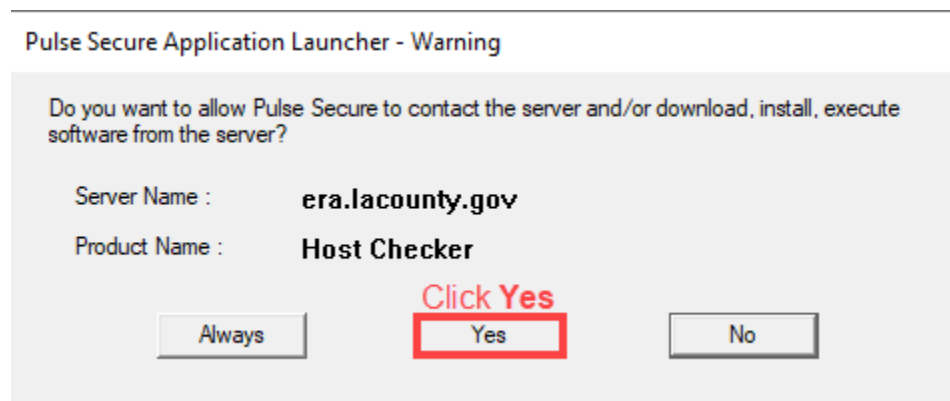 Pulse Secure Application Launcher - Warning
Do you want to allow Pulse Secure to contact the server and/or download, install, execute
software from the server?
Server Name : era.lacounty.gov
Product Name : Host Checker
Click Yes
Always Yes No